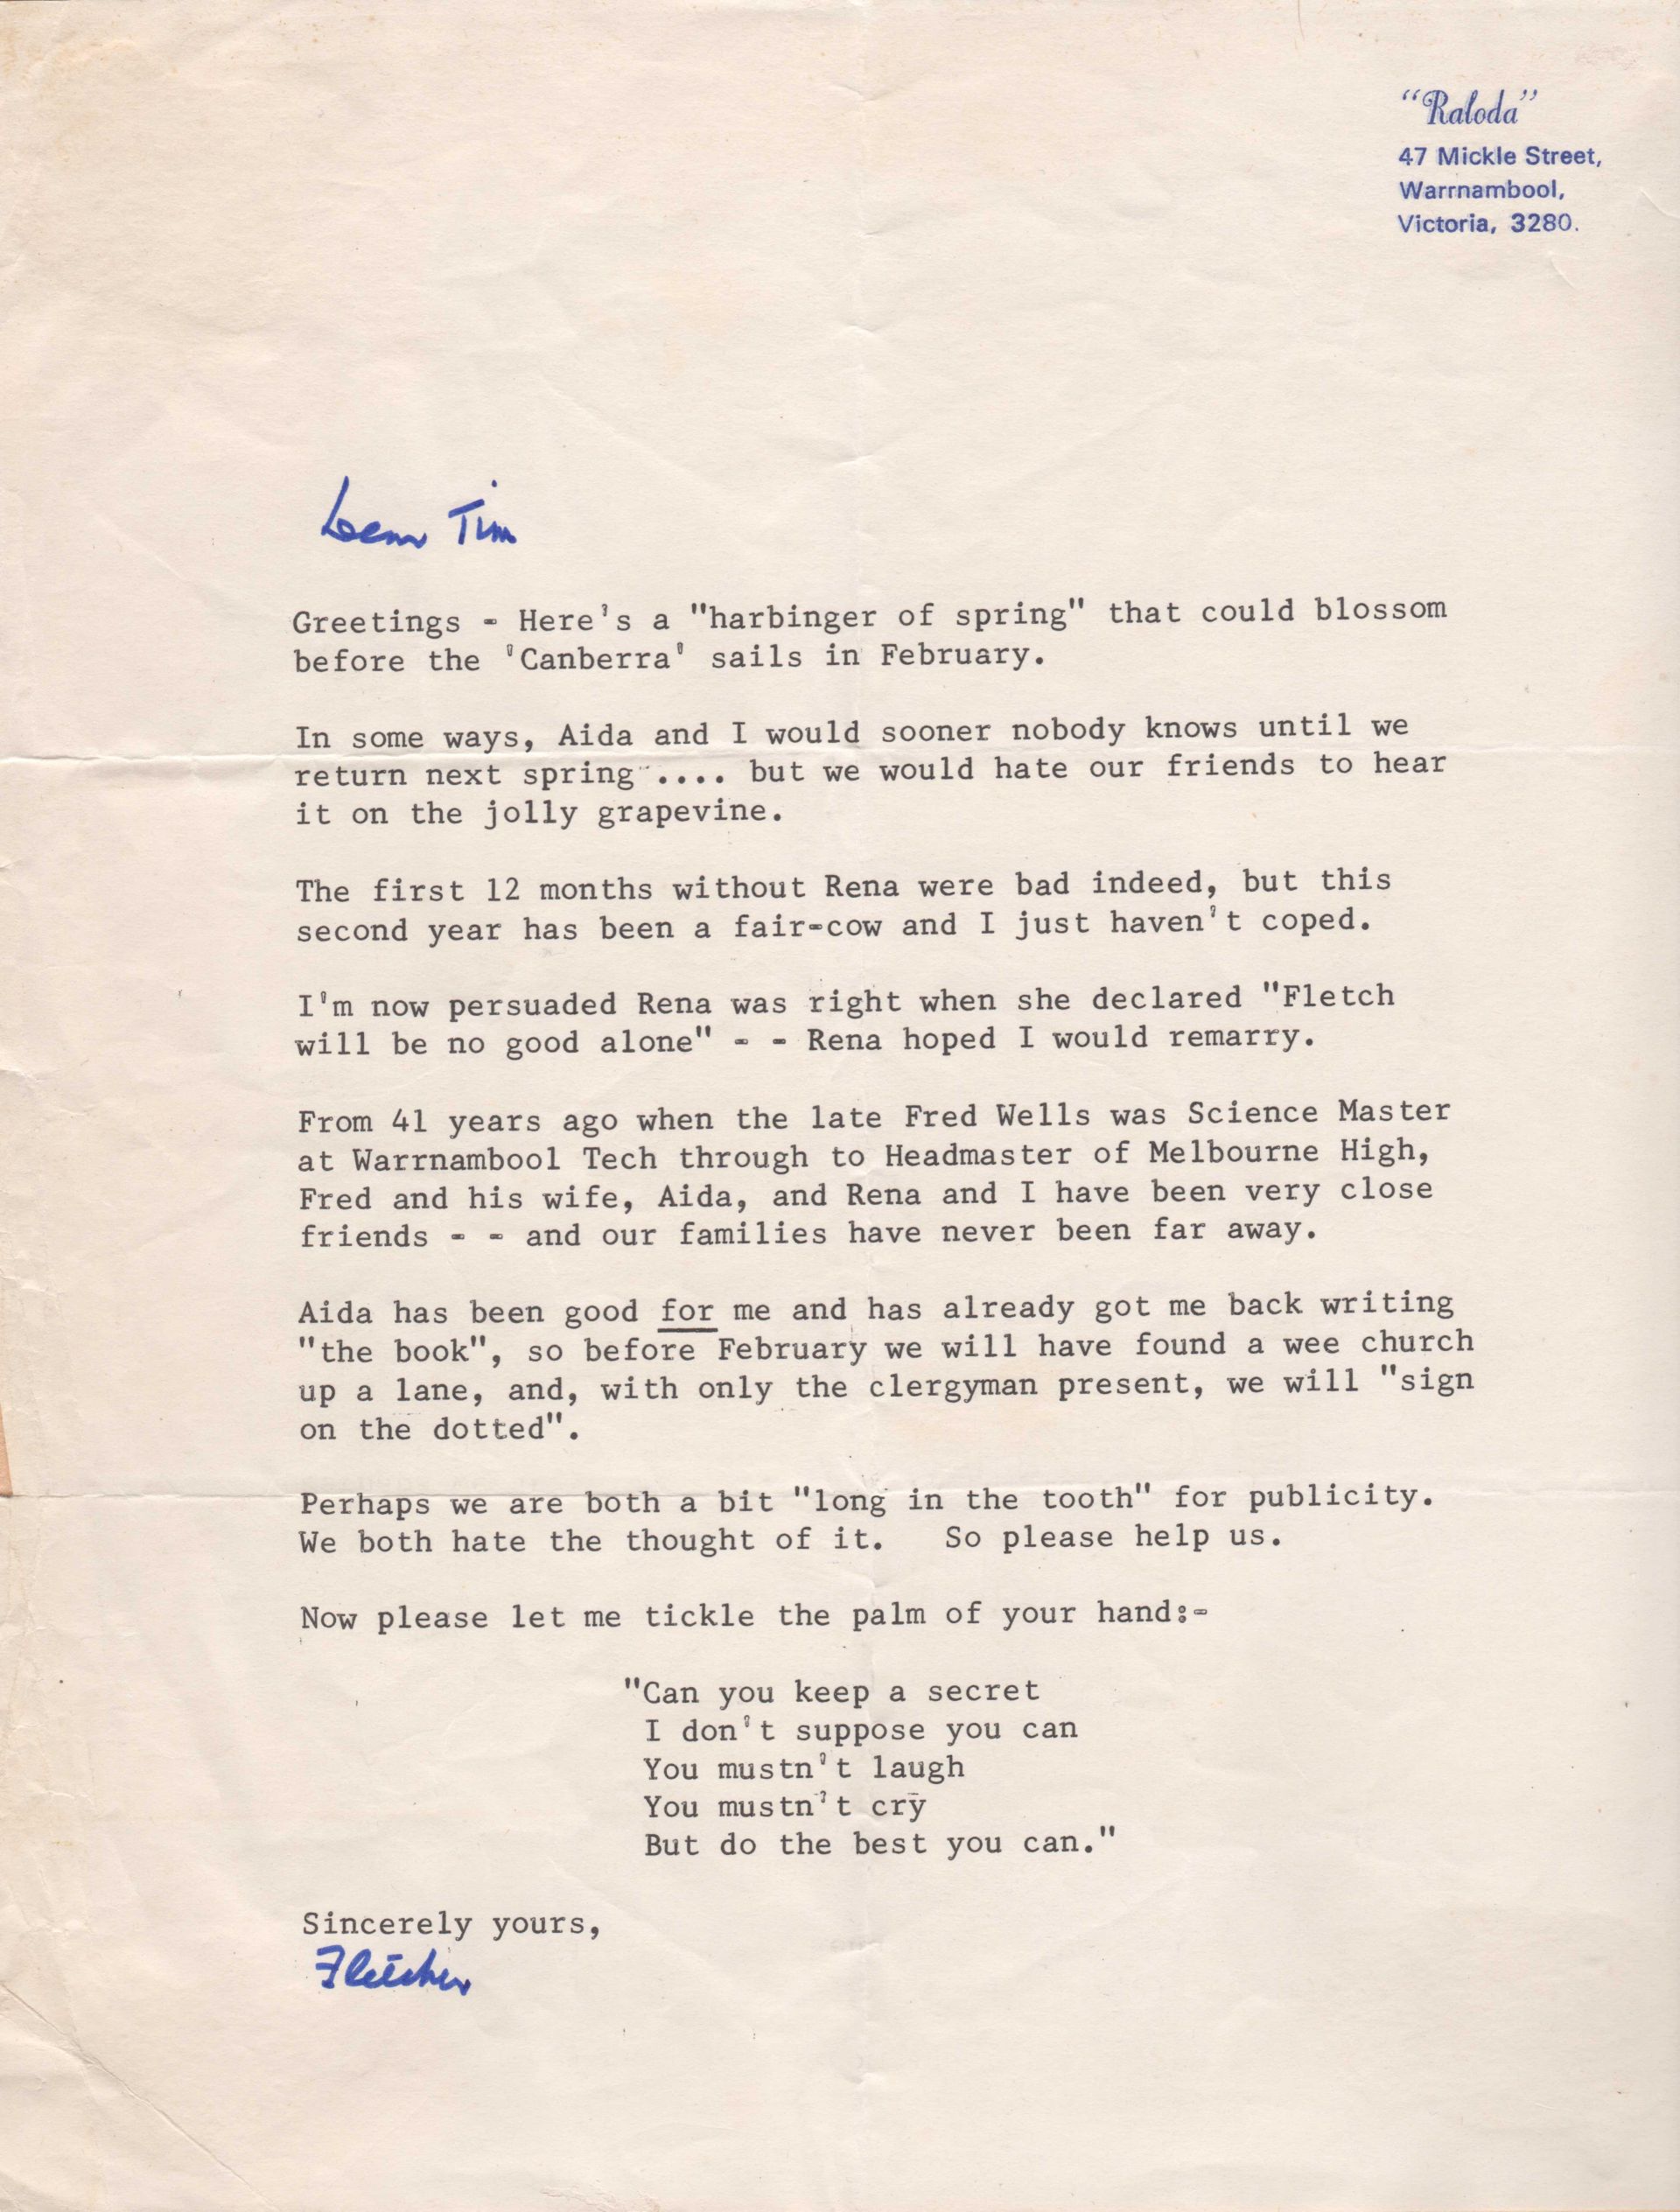 "Raloda"
47 Mickle Street,
Warrnambool,
Victoria, 3280.
Dear Tim
Greetings - Here's a "harbinger of spring" that could blossom
before the 'Canberra' sails in February.
In some ways, Aida and I would sooner nobody knows until we
return next spring .... but we would hate our friends to hear
it on the jolly grapevine.
The first 12 months without Rena were bad indeed, but this
second year has been a fair-cow and I just haven't coped.
I'm now persuaded Rena was right when she declared "Fletch
will be no good alone" - - Rena hoped I would remarry.
From 41 years ago when the late Fred Wells was Science Master
at Warrnambool Tech through to Headmaster of Melbourne High,
Fred and his wife, Aida, and Rena and I have been very close
friends - - and our families have never been far away.
Aida has been good for me and has already got me back writing
"the book", so before February we will have found a wee church
up a lane, and, with only the clergyman present, we will "sign
on the dotted".
Perhaps we are both a bit "long in the tooth" for publicity.
We both hate the thought of it.   So please help us.
Now please let me tickle the palm of your hand:-
"Can you keep a secret
I don't suppose you can
You mustn't laugh
You mustn't cry
But do the best you can."
Sincerely yours,
Fletcher